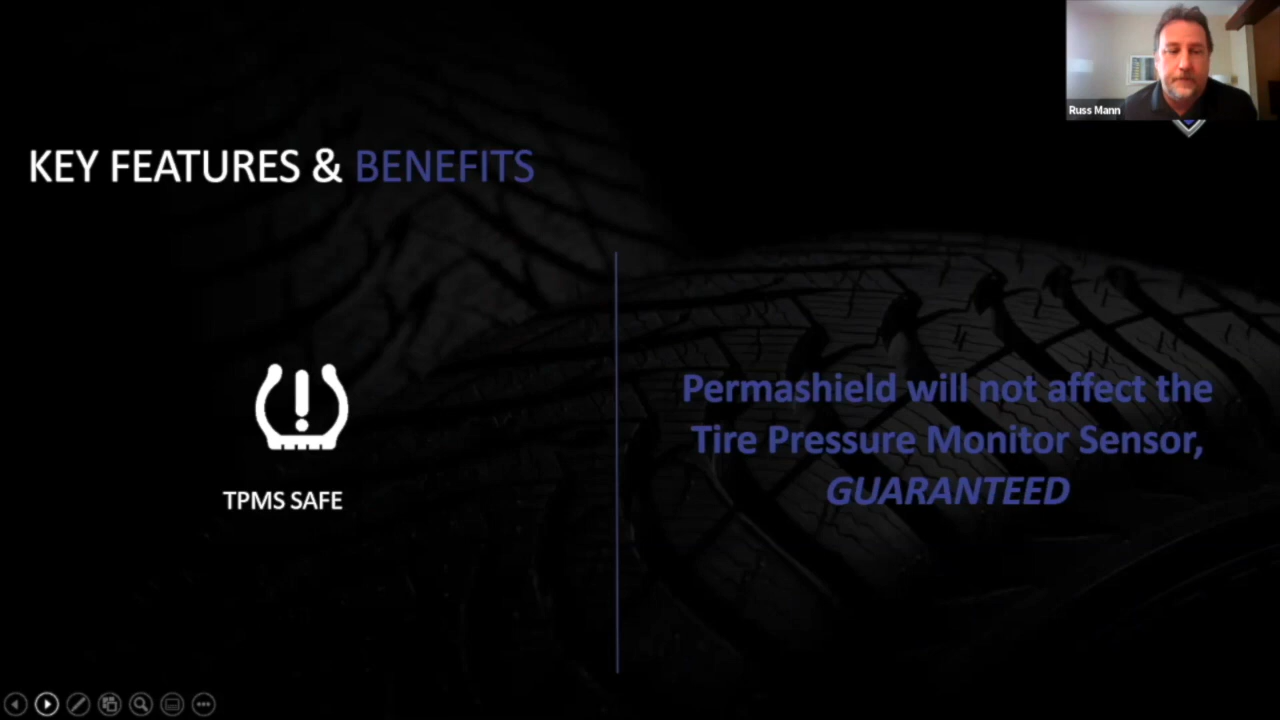 Russ Mann
KEY FEATURES & BENEFITS
TPMS SAFE
Permashield will not affect the
Tire Pressure Monitor Sensor,
GUARANTEED